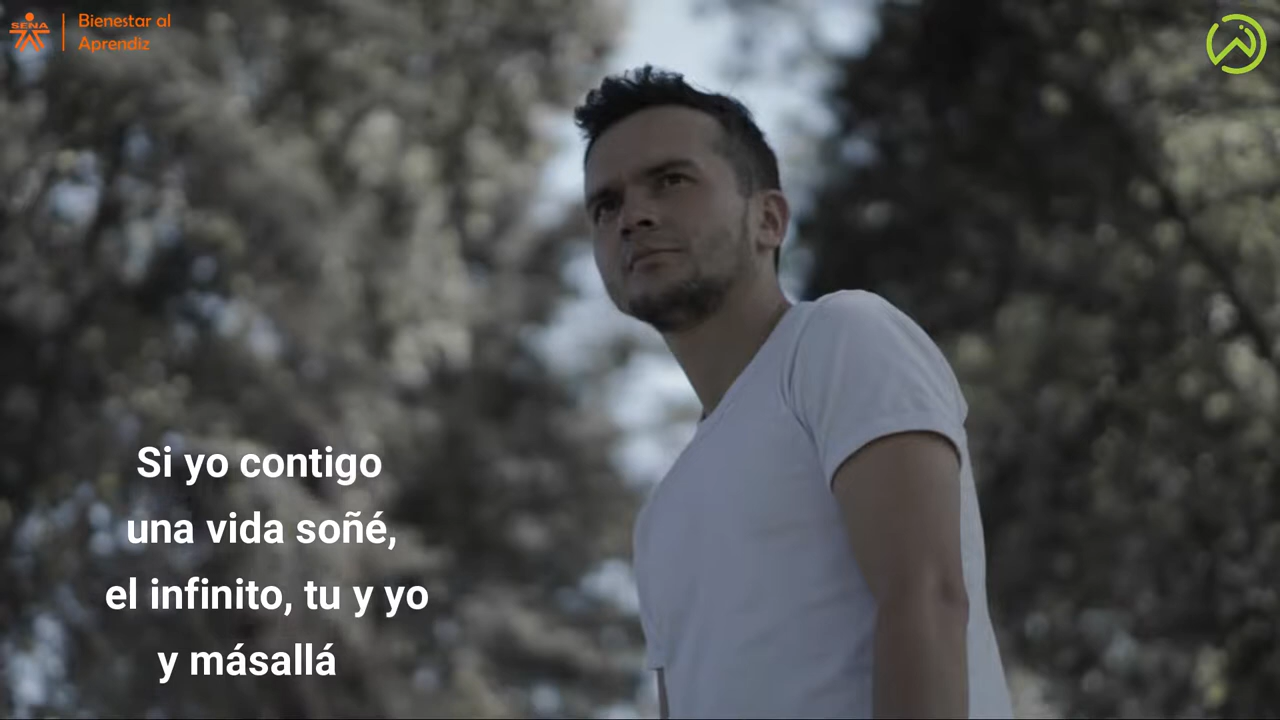 SENA
Bienestar al
Aprendiz
Si yo contigo
una vida soñé,
el infinito, tu y yo
y másallá